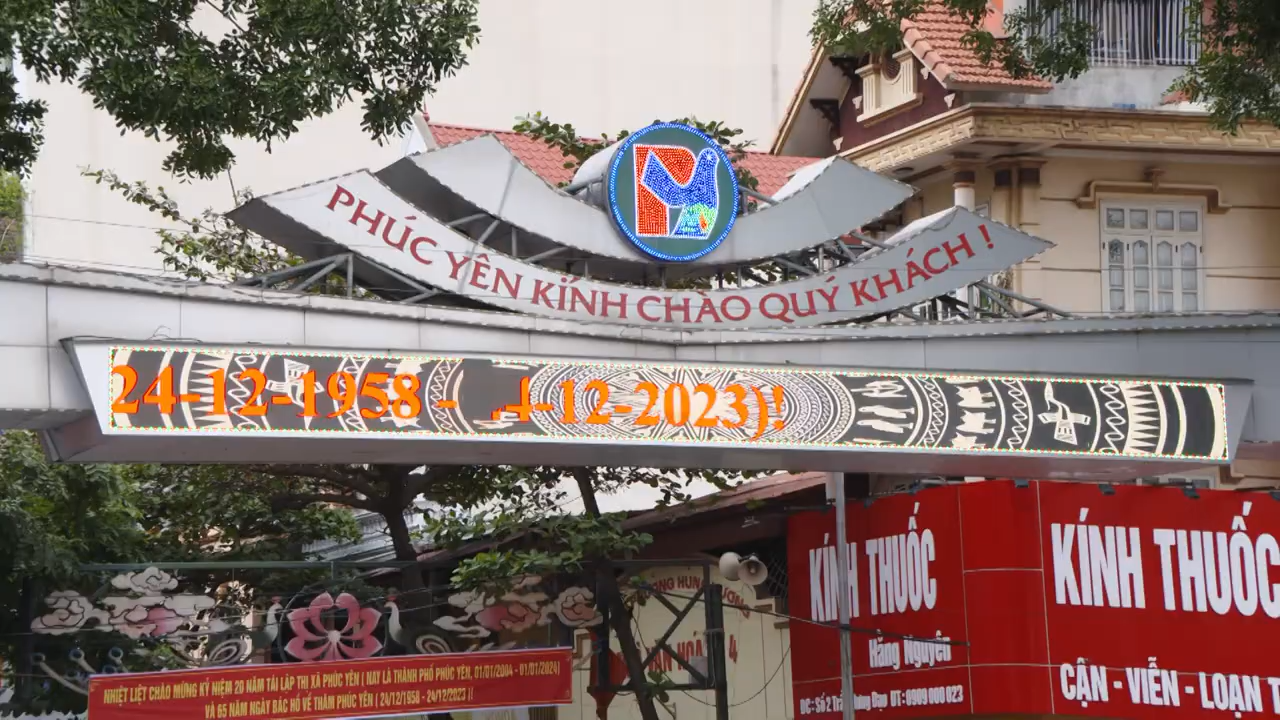 PHÚC YÊN KÍNH CHÀO QUÝ KHÁCH !
24-12-1958 - 4-12-2023)!
KÍNH THUỐC
Hằng Nguyên
KÍNH THUỐC
CẬN - VIỄN - LOẠN T
NHIỆT LIỆT CHÀO MỪNG KỶ NIỆM 20 NĂM TÁI LẬP THỊ XÃ PHÚC YÊN ( NAY LÀ THÀNH PHỐ PHÚC YÊN, 01/01/2004 - 01/01/2024)
VÀ 65 NĂM NGÀY BÁC HỒ VỀ THĂM PHÚC YÊN ( 24/12/1958 - 24/12/2023 )!